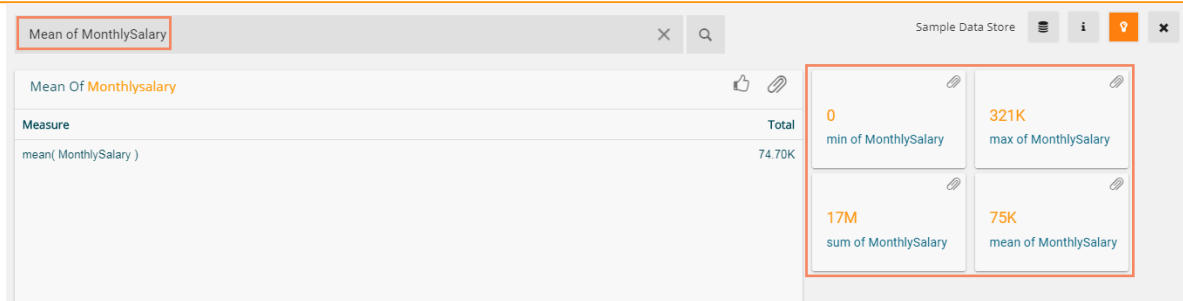 Mean of MonthlySalary
Sample Data Store
i
Mean Of Monthlysalary
Measure Total
mean( MonthlySalary ) 74.70K
0
min of MonthlySalary
321K
max of MonthlySalary
17M
sum of MonthlySalary
75K
mean of MonthlySalary